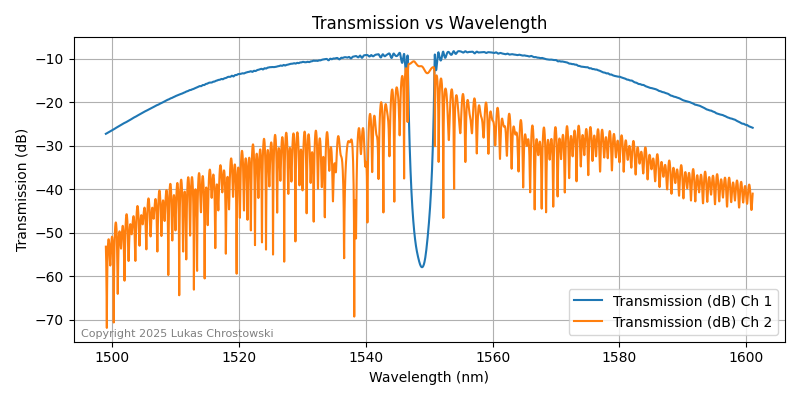 Transmission vs Wavelength
Transmission (dB)
−10
−20
−30
−40
−50
−60
−70
Transmission (dB) Ch 1
Transmission (dB) Ch 2
Copyright 2025 Lukas Chrostowski
1500
1520
1540
1560
1580
1600
Wavelength (nm)